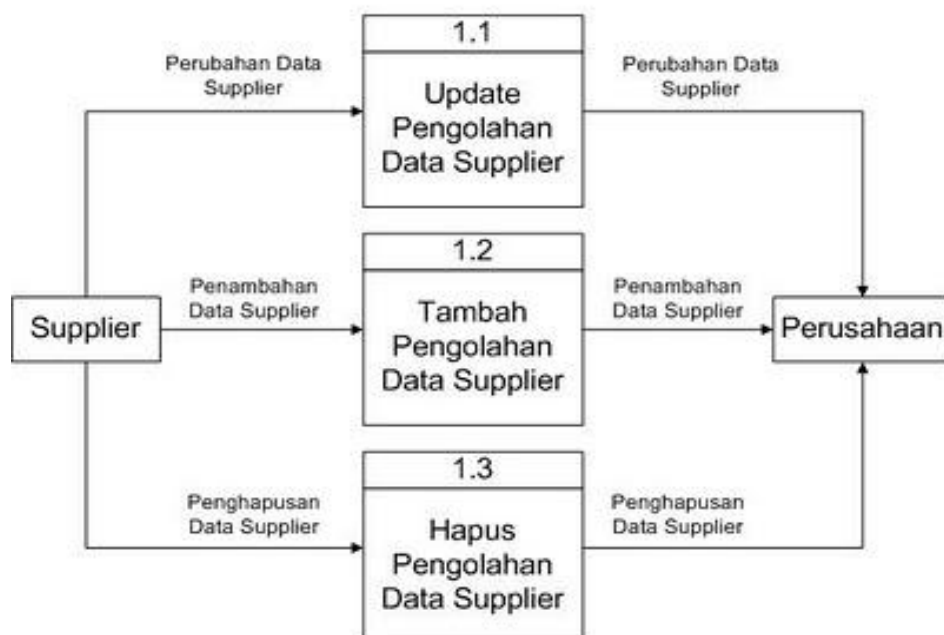 1.1
Perubahan Data
Supplier
Update
Pengolahan
Data Supplier
Perubahan Data
Supplier
1.2
Penambahan
Data Supplier
Supplier
Tambah
Pengolahan
Data Supplier
Penambahan
Data Supplier
Perusahaan
1.3
Penghapusan
Data Supplier
Hapus
Pengolahan
Data Supplier
Penghapusan
Data Supplier